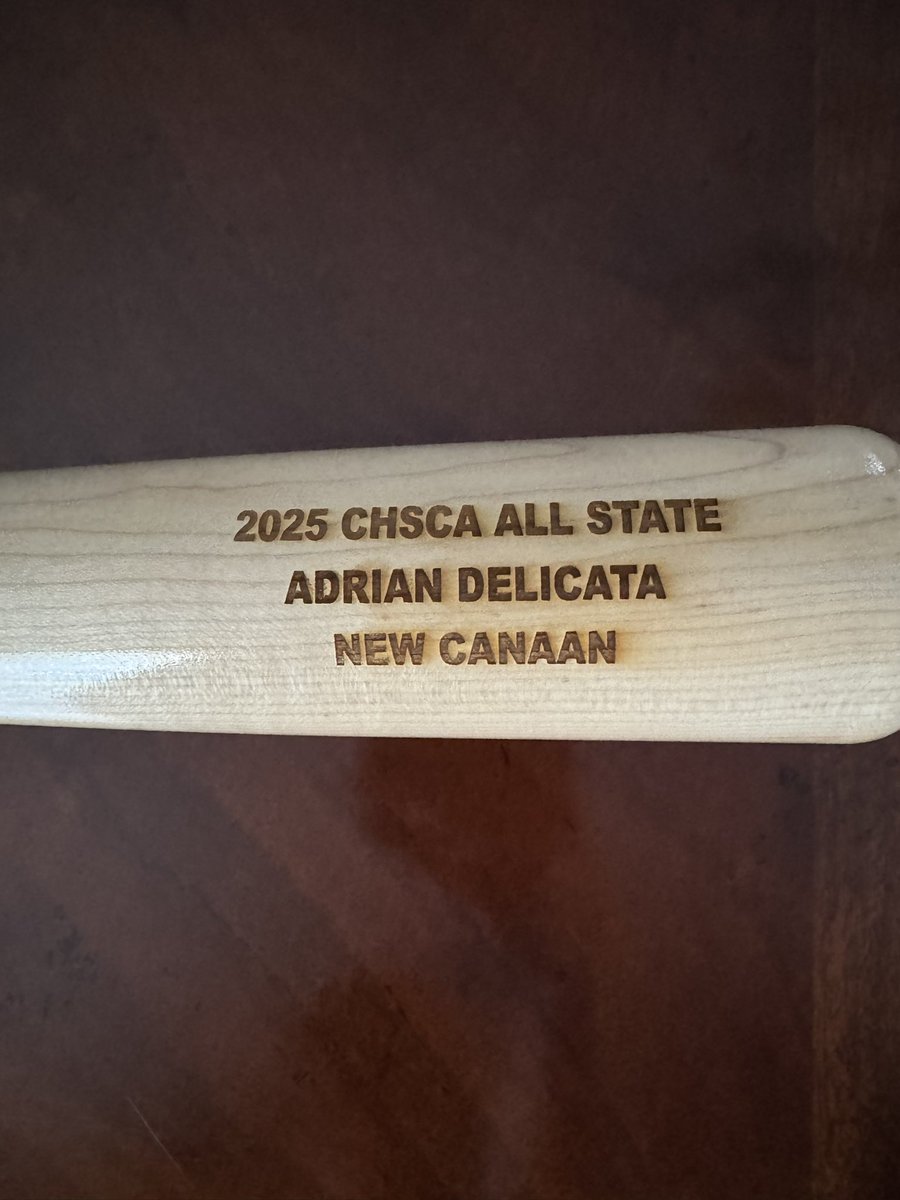 2025 CHSCA ALL STATE
ADRIAN DELICATA
NEW CANAAN